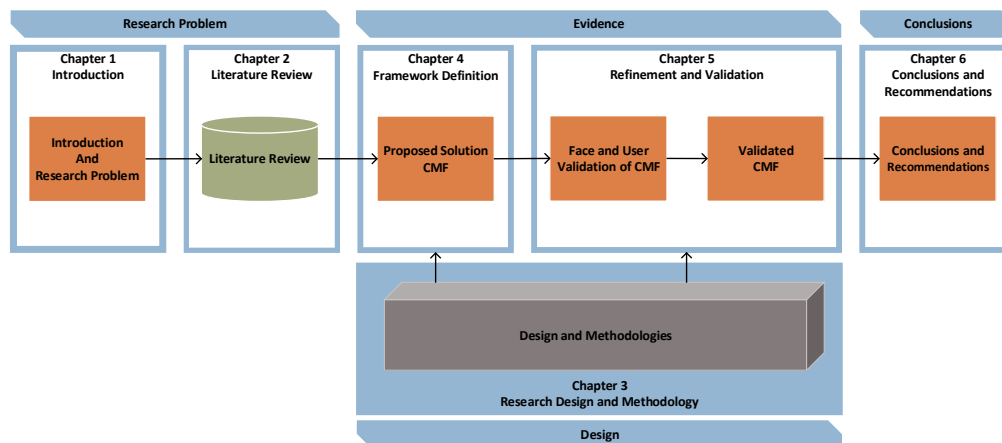 Research Problem
Evidence
Conclusions
Chapter 1
Introduction
Chapter 2
Literature Review
Chapter 4
Framework Definition
Chapter 5
Refinement and Validation
Chapter 6
Conclusions and
Recommendations
Introduction
And
Research Problem
Literature Review
Proposed Solution
CMF
Face and User
Validation of CMF
Validated
CMF
Conclusions and
Recommendations
Design and Methodologies
Chapter 3
Research Design and Methodology
Design